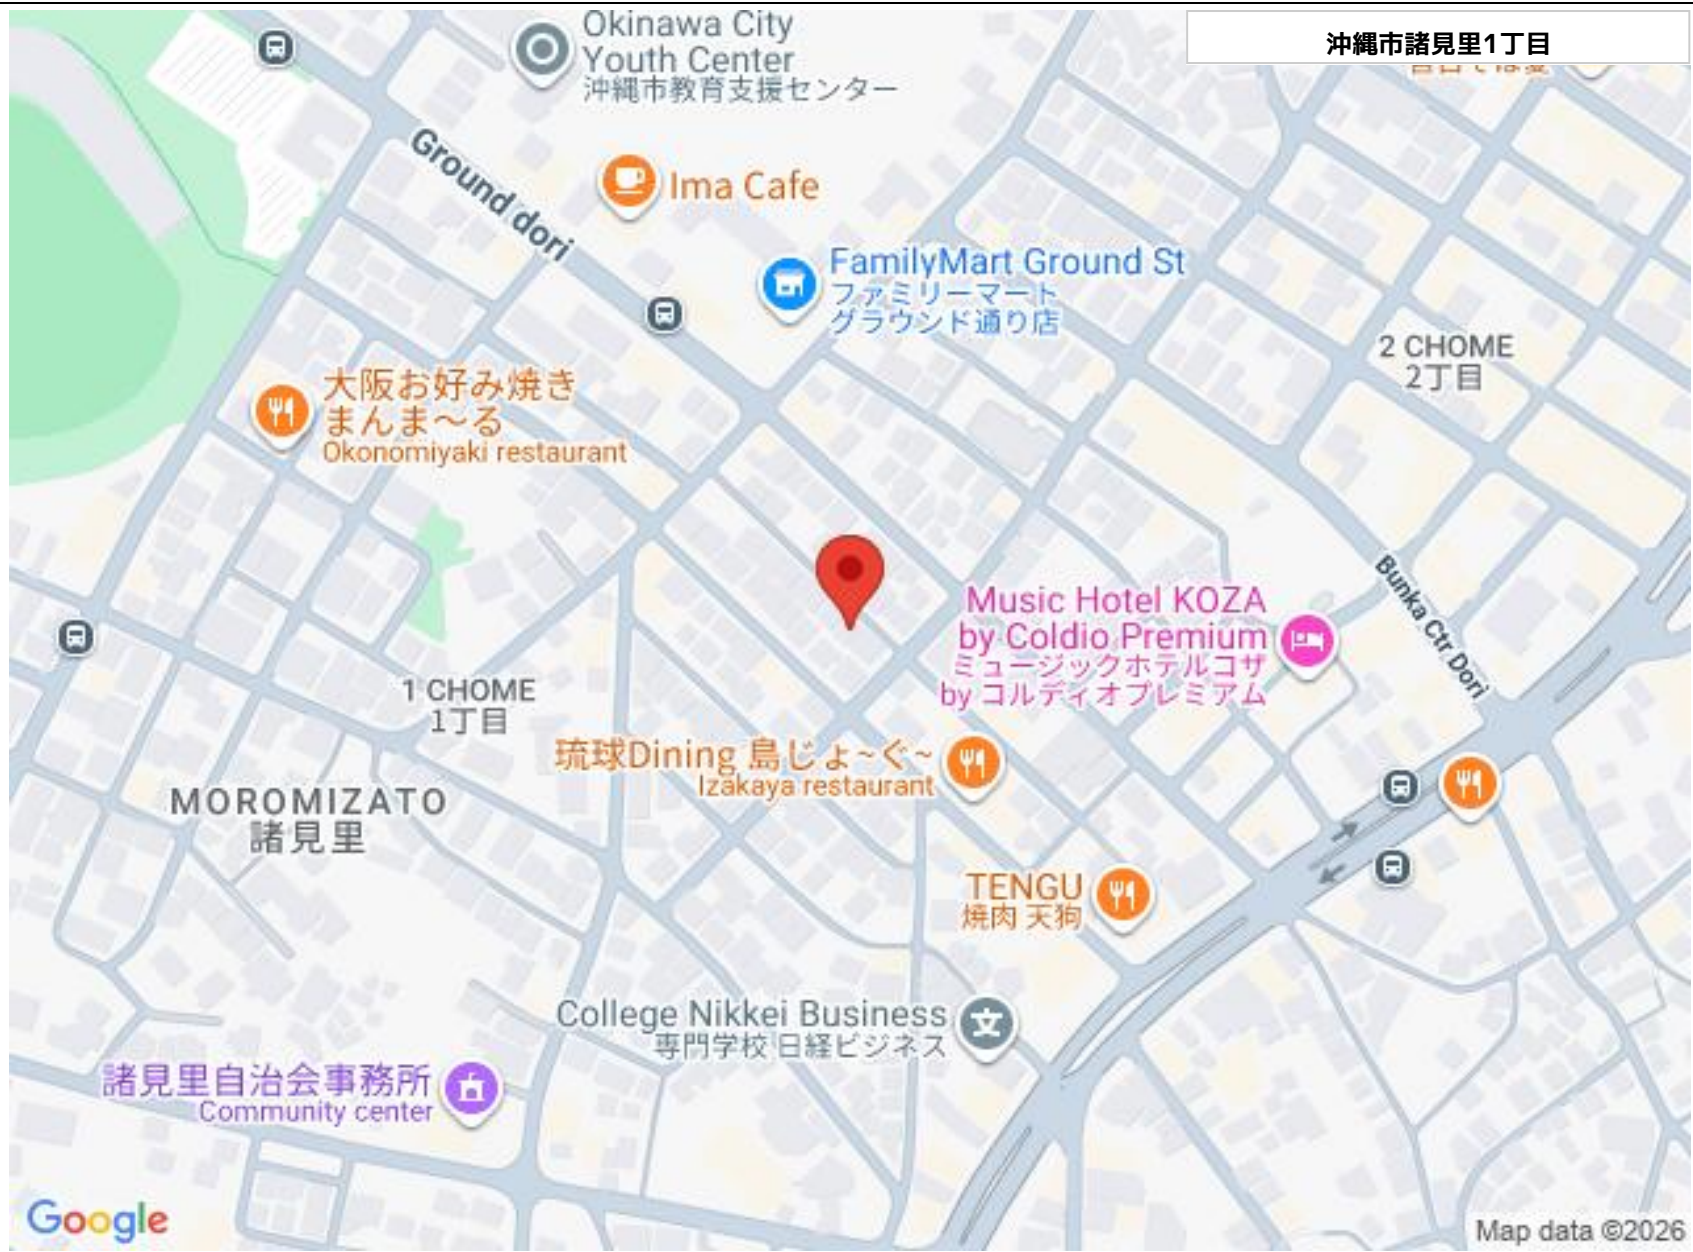 Okinawa City
Youth Center
沖縄市教育支援センター
沖縄市諸見里1丁目
Ground dori
Ima Cafe
FamilyMart Ground St
ファミリーマート
グラウンド通り店
2 CHOME
2丁目
大阪お好み焼き
まんま〜る
Okonomiyaki restaurant
Music Hotel KOZA
by Coldio Premium
ミュージックホテルコザ
by コルディオプレミアム
Bunka Ctr Dori
1 CHOME
1丁目
琉球Dining 島じょ~ぐ~
Izakaya restaurant
MOROMIZATO
諸見里
TENGU
焼肉 天狗
College Nikkei Business
専門学校 日経ビジネス
文
諸見里自治会事務所
Community center
Google
Map data ©2026